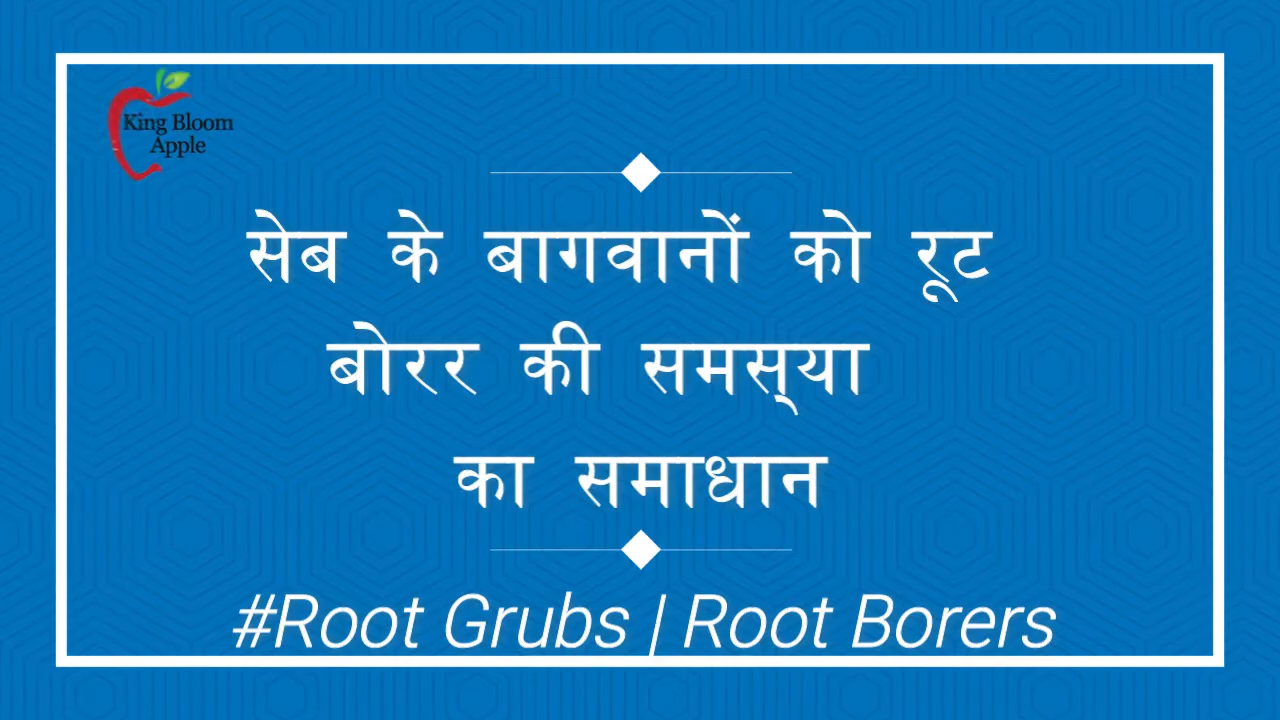 King Bloom
Apple
सेब के बागवानों को रूट
बोरर की समस्‌या
का समाधान
#Root Grubs | Root Borers